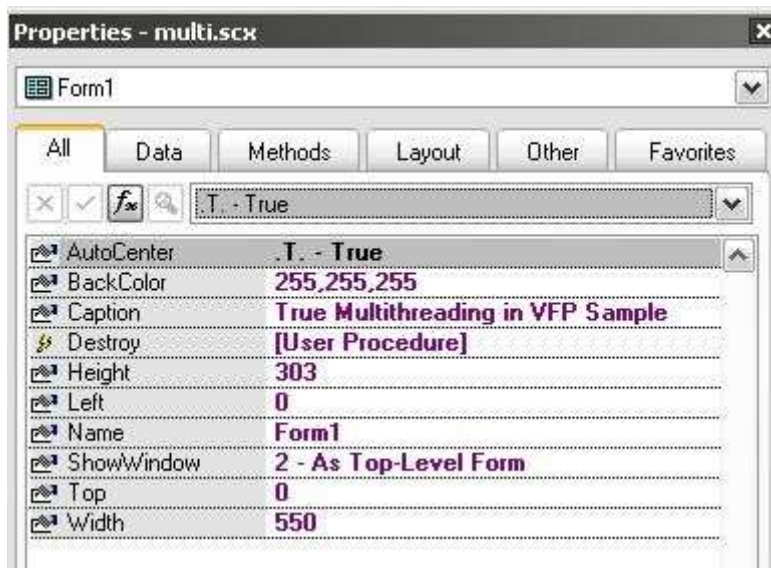 Properties - multi.scx
Form1
All Data Methods Layout Other Favorites
.T. - True
AutoCenter .T. - True
BackColor 255,255,255
Caption True Multithreading in VFP Sample
Destroy [User Procedure]
Height 303
Left 0
Name Form1
ShowWindow 2 - As Top-Level Form
Top 0
Width 550